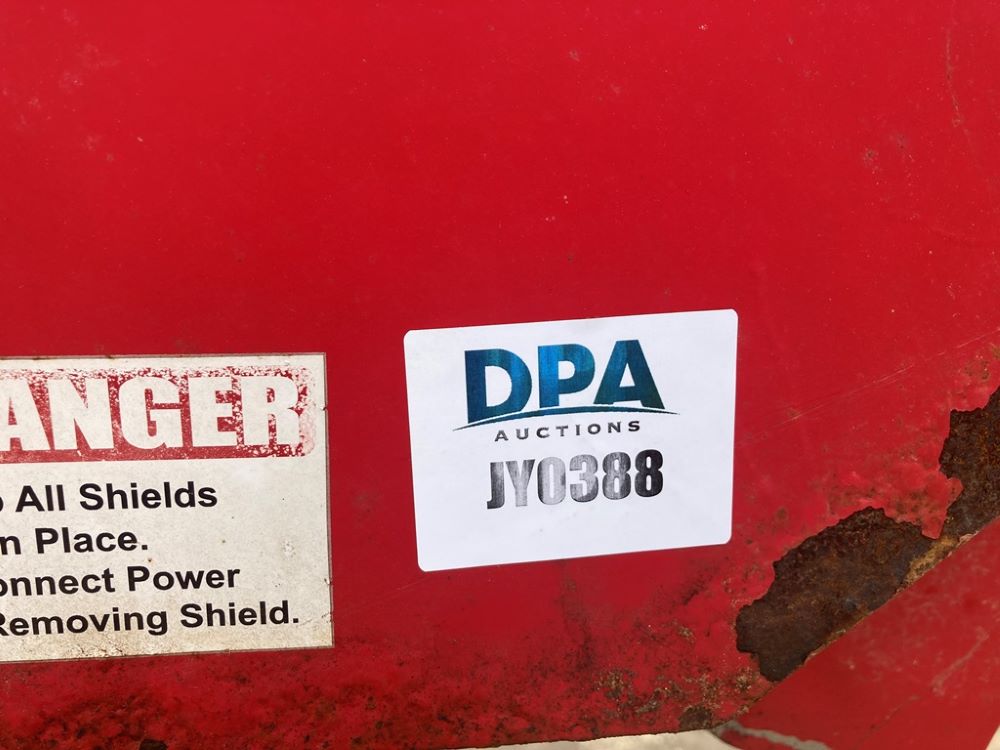 ANGER
All Shields
n Place.
onnect Power
Removing Shield.
DPA
AUCTIONS
JY0388